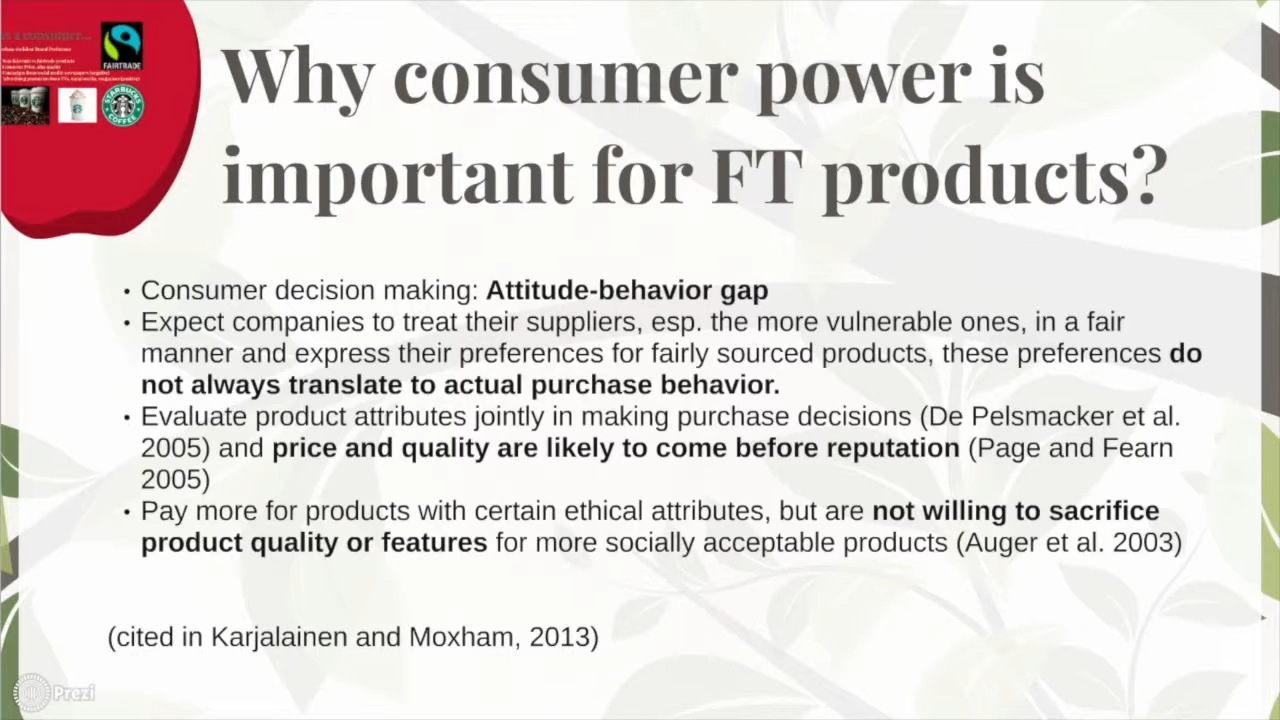 FAIRTRADE
STARBUCKS
COFFEE
Why consumer power is
important for FT products?
• Consumer decision making: Attitude-behavior gap
• Expect companies to treat their suppliers, esp. the more vulnerable ones, in a fair
manner and express their preferences for fairly sourced products, these preferences do
not always translate to actual purchase behavior.
• Evaluate product attributes jointly in making purchase decisions (De Pelsmacker et al.
2005) and price and quality are likely to come before reputation (Page and Fearn
2005)
• Pay more for products with certain ethical attributes, but are not willing to sacrifice
product quality or features for more socially acceptable products (Auger et al. 2003)
(cited in Karjalainen and Moxham, 2013)
Prezi